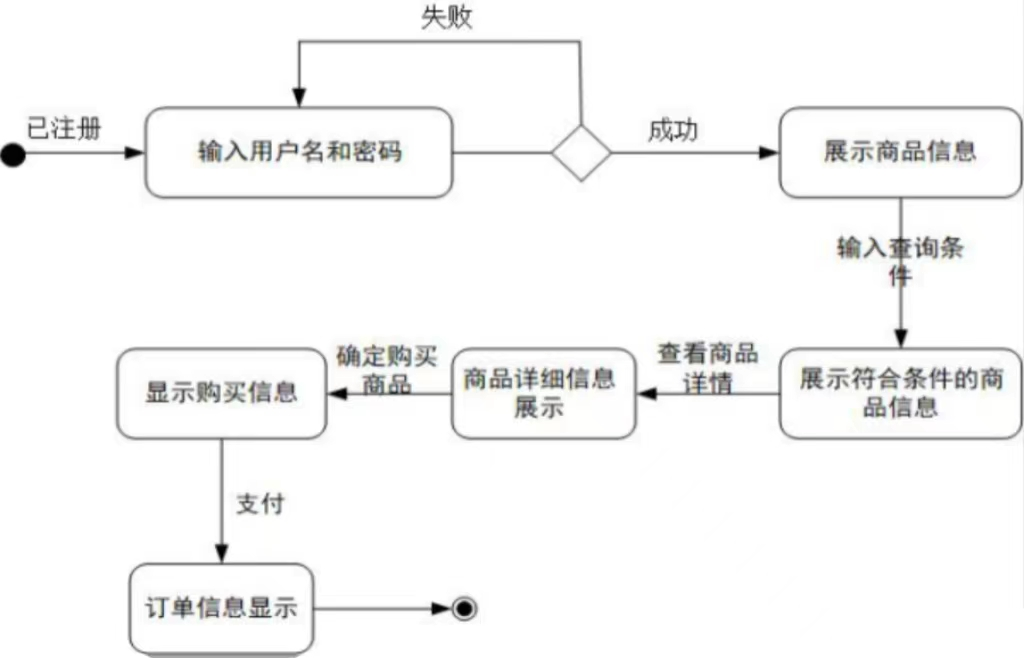 失败
已注册
输入用户名和密码
成功
展示商品信息
输入查询条
件
展示符合条件的商
品信息
查看商品
详情
商品详细信息
展示
确定购买
商品
显示购买信息
支付
订单信息显示